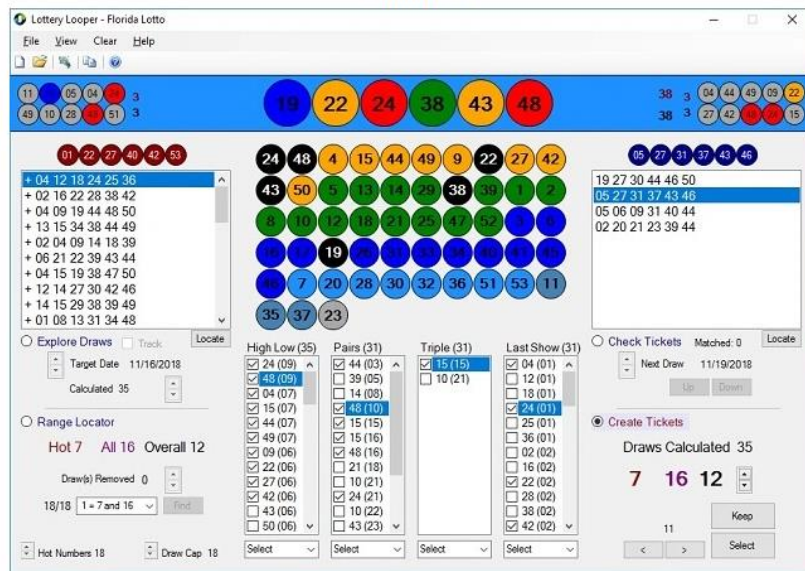 Lottery Looper - Florida Lotto
File View Clear Help
11 05 04 24 3
49 10 28 48 51 3
19 22 24 38 43 48
38 3 04 44 49 09 22
38 3 27 42 48 24 15
01 22 27 40 42 53
+ 04 12 18 24 25 36
+ 02 16 22 28 38 42
+ 04 09 19 44 48 50
+ 13 15 34 38 44 49
+ 02 04 09 14 18 39
+ 06 21 22 39 43 44
+ 04 15 19 38 47 50
+ 12 14 27 30 42 46
+ 14 15 29 38 39 49
+ 01 08 13 31 34 48
24 48 4 15 44 49 9 22 27 42
43 50 5 13 14 29 38 39 1 2
8 10 12 18 21 25 47 52 3 6
16 17 19 26 31 33 34 40 41 45
46 7 20 28 30 32 36 51 53 11
35 37 23
05 27 31 37 43 46
19 27 30 44 46 50
05 27 31 37 43 46
05 06 09 31 40 44
02 20 21 23 39 44
Explore Draws Track Locate
Target Date 11/16/2018
Calculated 35
Range Locator
Hot 7 All 16 Overall 12
Draw(s) Removed 0
18/18 1 = 7 and 16 Find
Hot Numbers 18 Draw Cap 18
High Low (35)
24 (09)
48 (09)
04 (07)
15 (07)
44 (07)
49 (07)
09 (06)
22 (06)
27 (06)
42 (06)
43 (06)
50 (06)
Select
Pairs (31)
44 (03)
39 (05)
14 (08)
48 (10)
15 (15)
15 (16)
48 (16)
21 (18)
10 (21)
24 (21)
10 (22)
43 (23)
Select
Triple (31)
15 (15)
10 (21)
Select
Last Show (31)
04 (01)
12 (01)
18 (01)
24 (01)
25 (01)
36 (01)
02 (02)
16 (02)
22 (02)
28 (02)
38 (02)
42 (02)
Select
Check Tickets Matched: 0 Locate
Next Draw 11/19/2018
Up Down
Create Tickets
Draws Calculated 35
7 16 12
11
Keep
< > Select